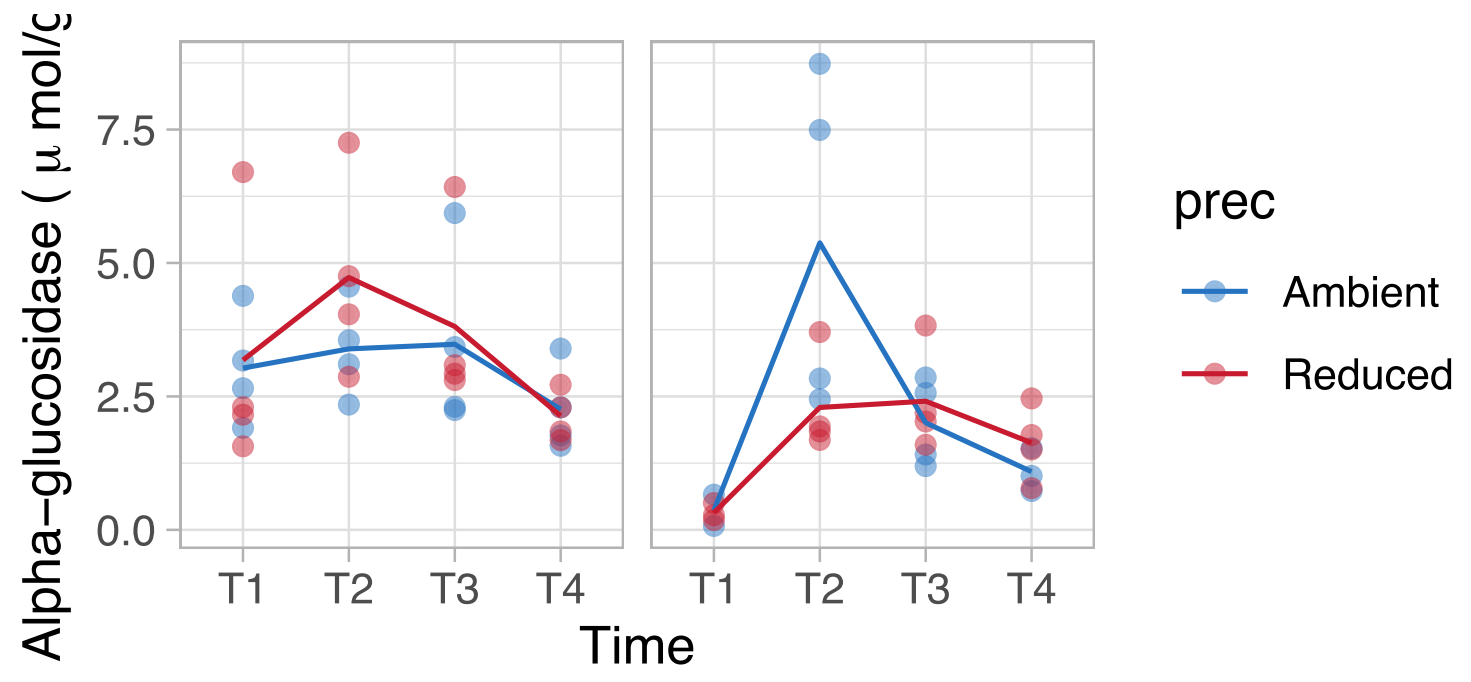 Alpha−glucosidase ( μ mol/g
7.5
5.0
2.5
0.0
T1 T2 T3 T4
T1 T2 T3 T4
Time
prec
Ambient
Reduced